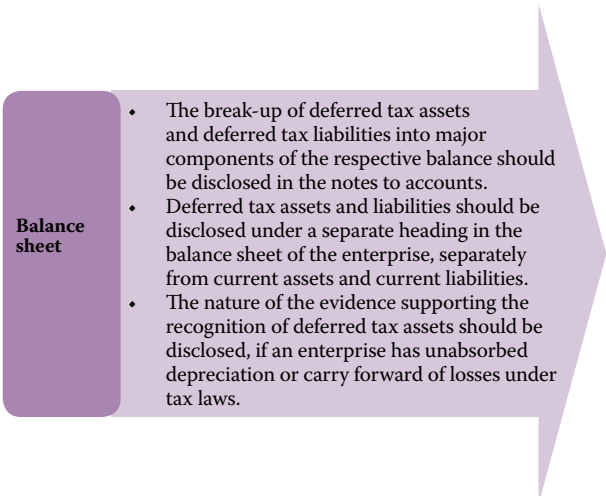 Balance
sheet
⬩ The break-up of deferred tax assets
and deferred tax liabilities into major
components of the respective balance should
be disclosed in the notes to accounts.
⬩ Deferred tax assets and liabilities should be
disclosed under a separate heading in the
balance sheet of the enterprise, separately
from current assets and current liabilities.
⬩ The nature of the evidence supporting the
recognition of deferred tax assets should be
disclosed, if an enterprise has unabsorbed
depreciation or carry forward of losses under
tax laws.